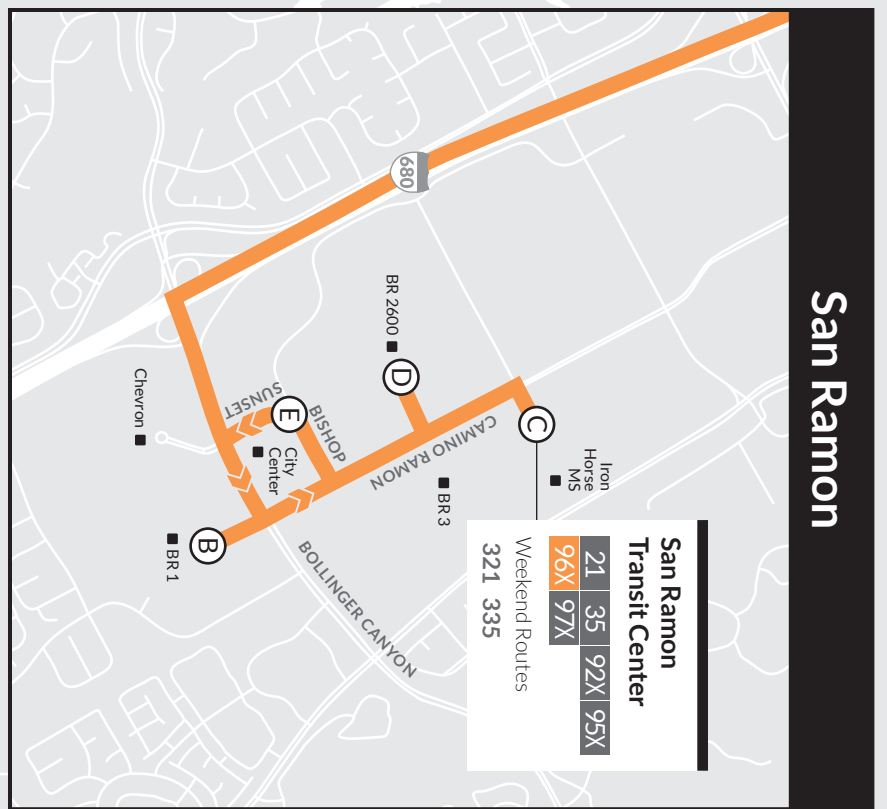 San Ramon
San Ramon
Transit Center
21 35 92X 95X
96X 97X
Weekend Routes
321 335
Iron
Horse
MS
C
BR 3
CAMINO RAMON
680
BR 2600
D
BISHOP
E
SUNSET
City
Center
BOLLINGER CANYON
B
BR 1
Chevron